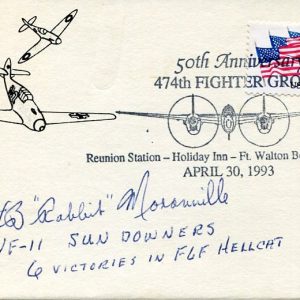 50th Anniversary
474th FIGHTER GRO
Reunion Station – Holiday Inn – Ft. Walton Be
APRIL 30, 1993
"Rabbit" Moranville
VF-11 SUN DOWNERS
6 VICTORIES IN F6F HELLCAT